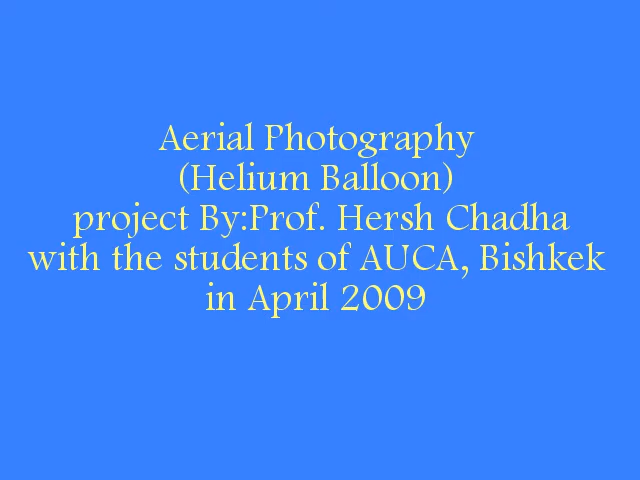 Aerial Photography
(Helium Balloon)
project By:Prof. Hersh Chadha
with the students of AUCA, Bishkek
in April 2009